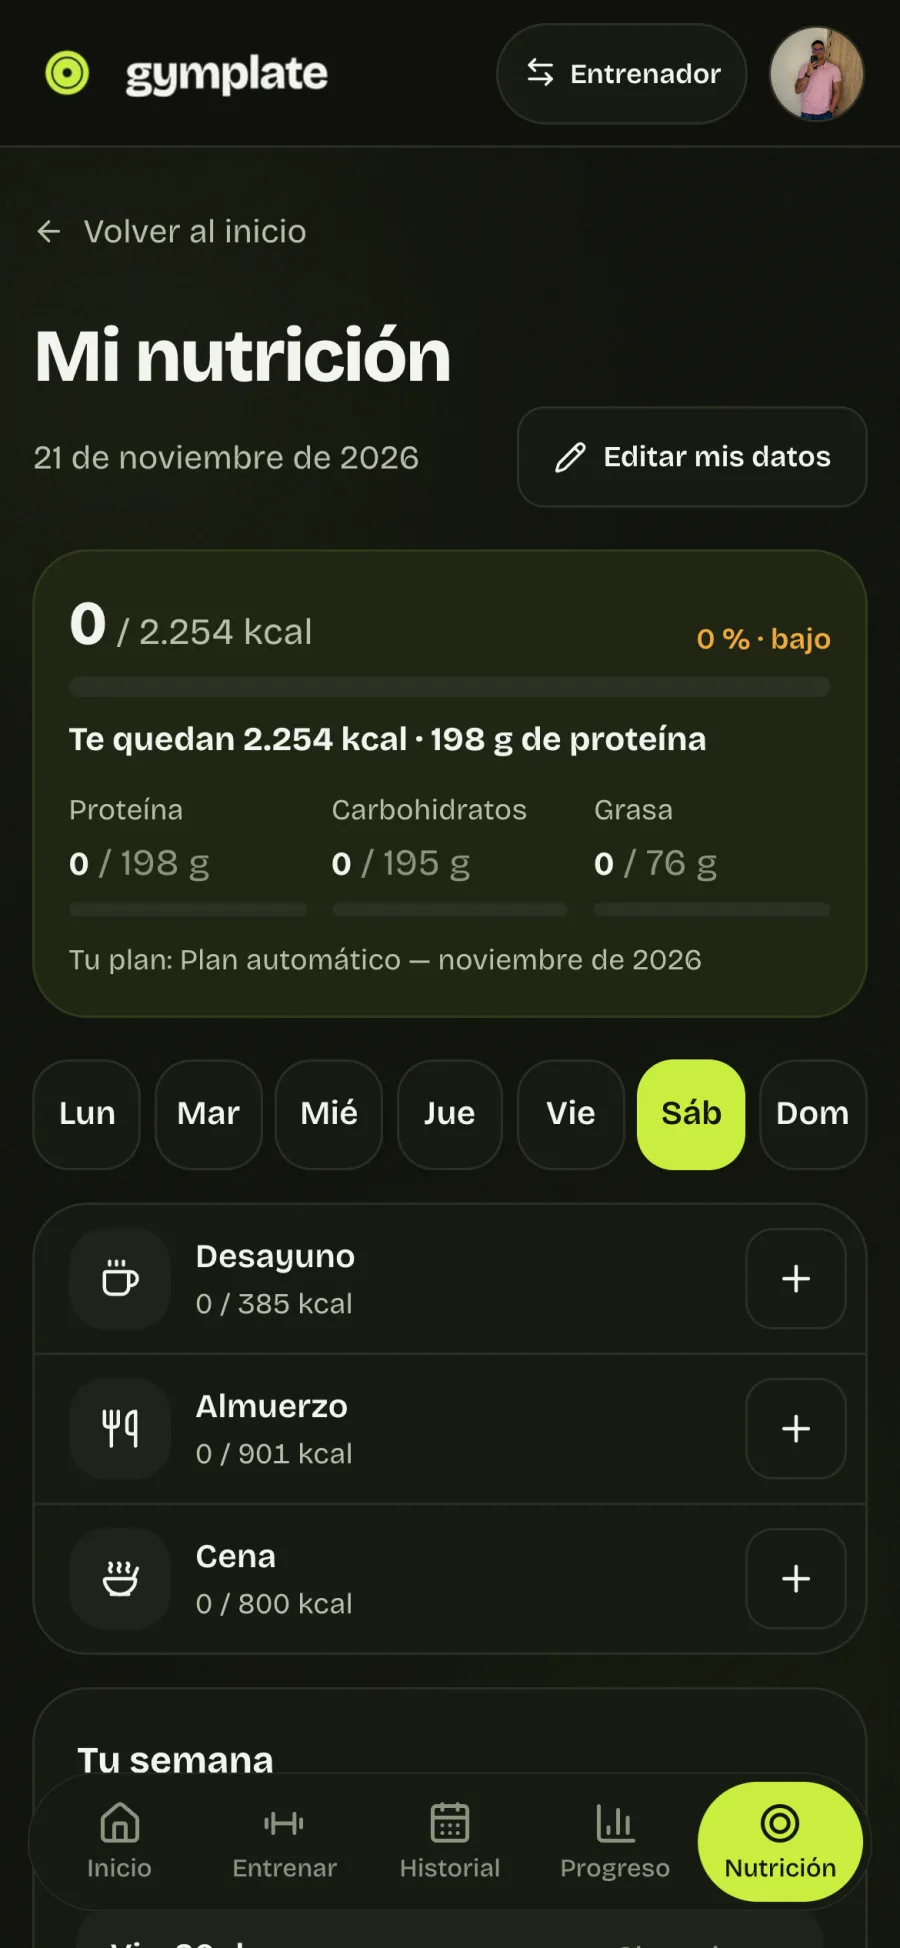 gymplate
Entrenador
Volver al inicio
Mi nutrición
21 de noviembre de 2026
Editar mis datos
0 / 2.254 kcal
0 % · bajo
Te quedan 2.254 kcal · 198 g de proteína
Proteína Carbohidratos Grasa
0 / 198 g 0 / 195 g 0 / 76 g
Tu plan: Plan automático — noviembre de 2026
Lun Mar Mié Jue Vie Sáb Dom
Desayuno
0 / 385 kcal
Almuerzo
0 / 901 kcal
Cena
0 / 800 kcal
Tu semana
Inicio Entrenar Historial Progreso Nutrición